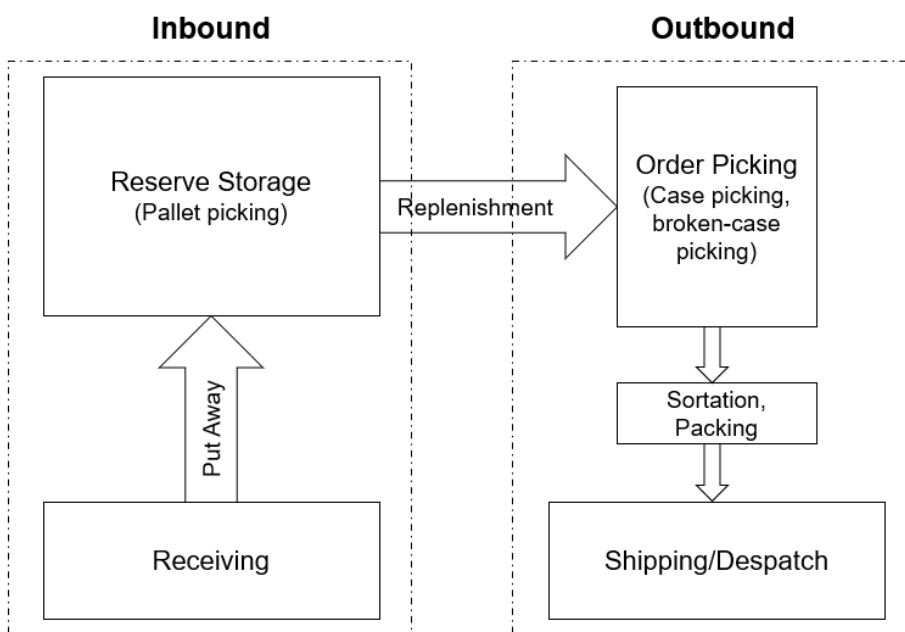 Inbound
Outbound
Reserve Storage
(Pallet picking)
Replenishment
Order Picking
(Case picking,
broken-case
picking)
Put Away
Sortation,
Packing
Receiving
Shipping/Despatch